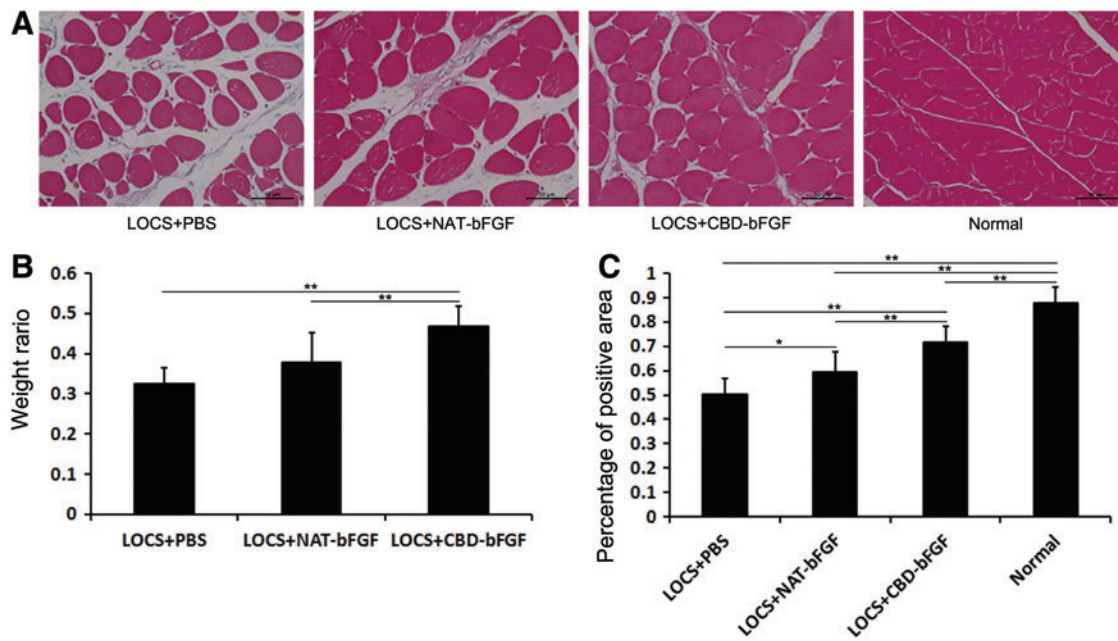 A
LOCS+PBS LOCS+NAT-bFGF LOCS+CBD-bFGF Normal
B
Weight rario
0.6
0.5
0.4
0.3
0.2
0.1
0
**
**
LOCS+PBS LOCS+NAT-bFGF LOCS+CBD-bFGF
C
Percentage of positive area
1
0.9
0.8
0.7
0.6
0.5
0.4
0.3
0.2
0.1
0
**
**
**
**
**
*
LOCS+PBS
LOCS+NAT-bFGF
LOCS+CBD-bFGF
Normal